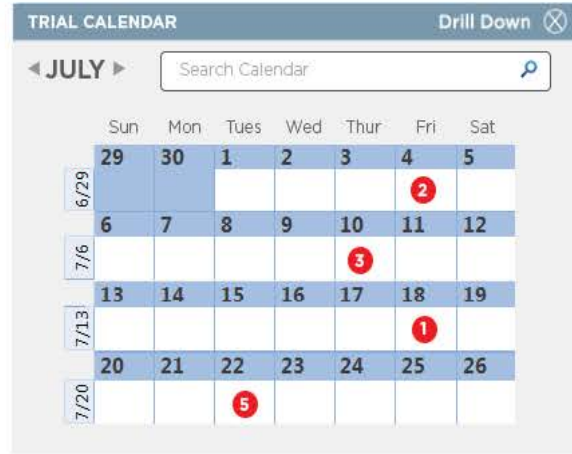 TRIAL CALENDAR Drill Down
JULY Search Calendar
Sun Mon Tues Wed Thur Fri Sat
29 30 1 2 3 4 5
6/29 2
6 7 8 9 10 11 12
7/6 3
13 14 15 16 17 18 19
7/13 1
20 21 22 23 24 25 26
7/20 5